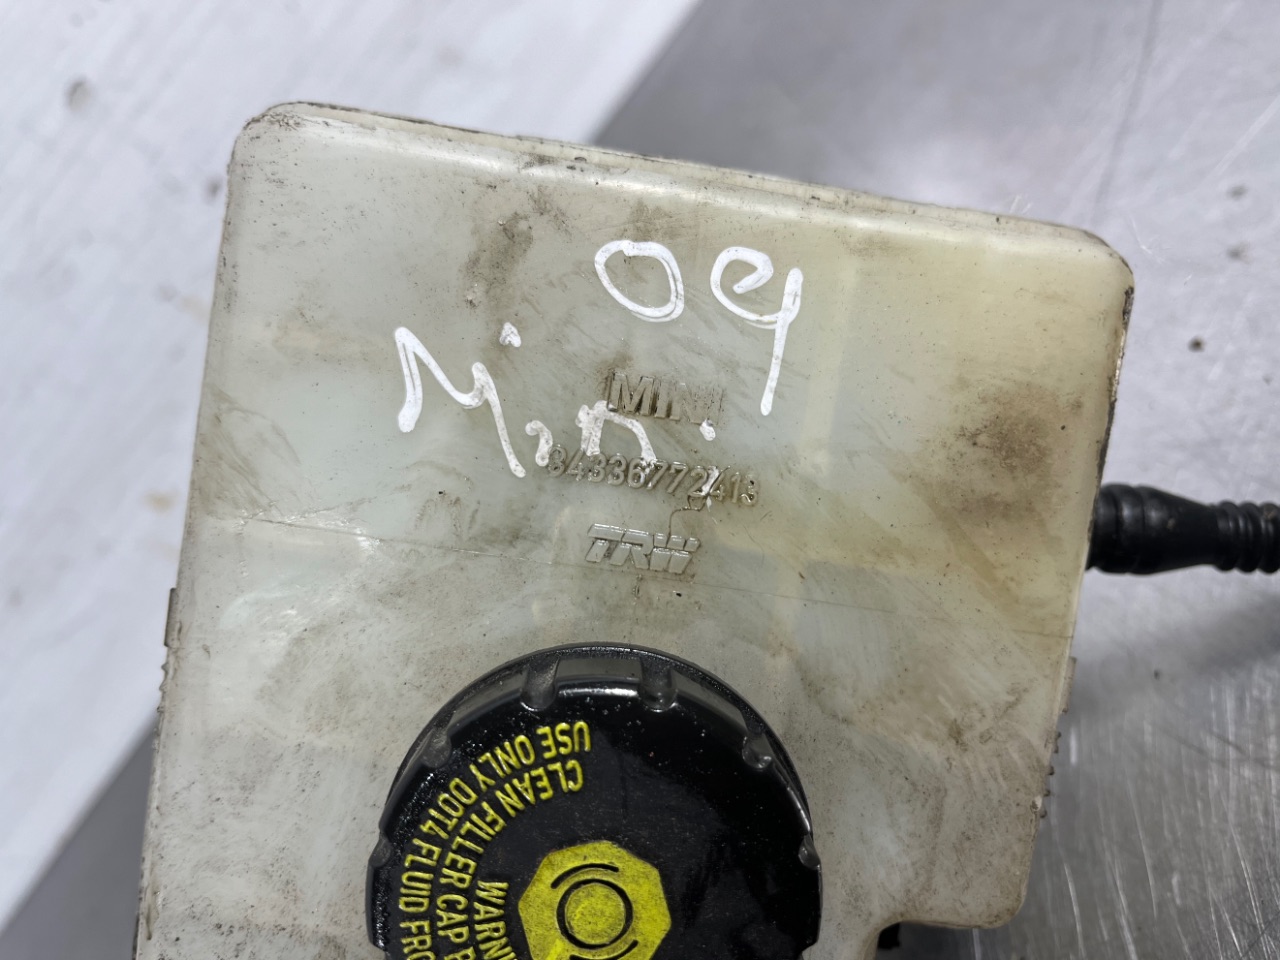 09
Mini
MINI
34336772413
TRW
USE ONLY DOT4 FLUID FRO
CLEAN FILLER CAP B
WARN